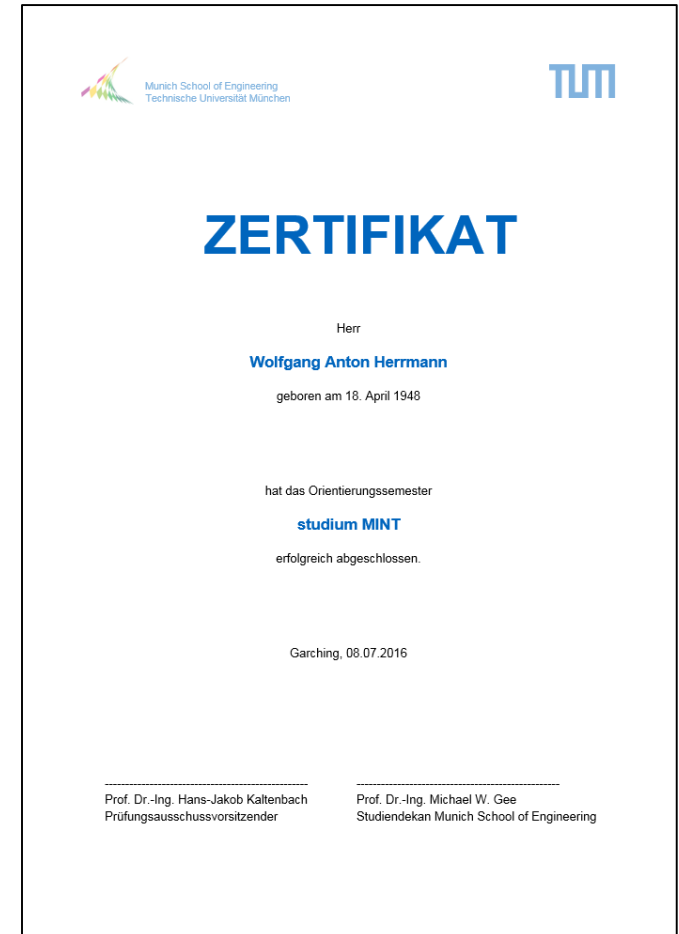 Munich School of Engineering
Technische Universität München
TUM
ZERTIFIKAT
Herr
Wolfgang Anton Herrmann
geboren am 18. April 1948
hat das Orientierungssemester
studium MINT
erfolgreich abgeschlossen.
Garching, 08.07.2016
Prof. Dr.-Ing. Hans-Jakob Kaltenbach
Prüfungsausschussvorsitzender
Prof. Dr.-Ing. Michael W. Gee
Studiendekan Munich School of Engineering